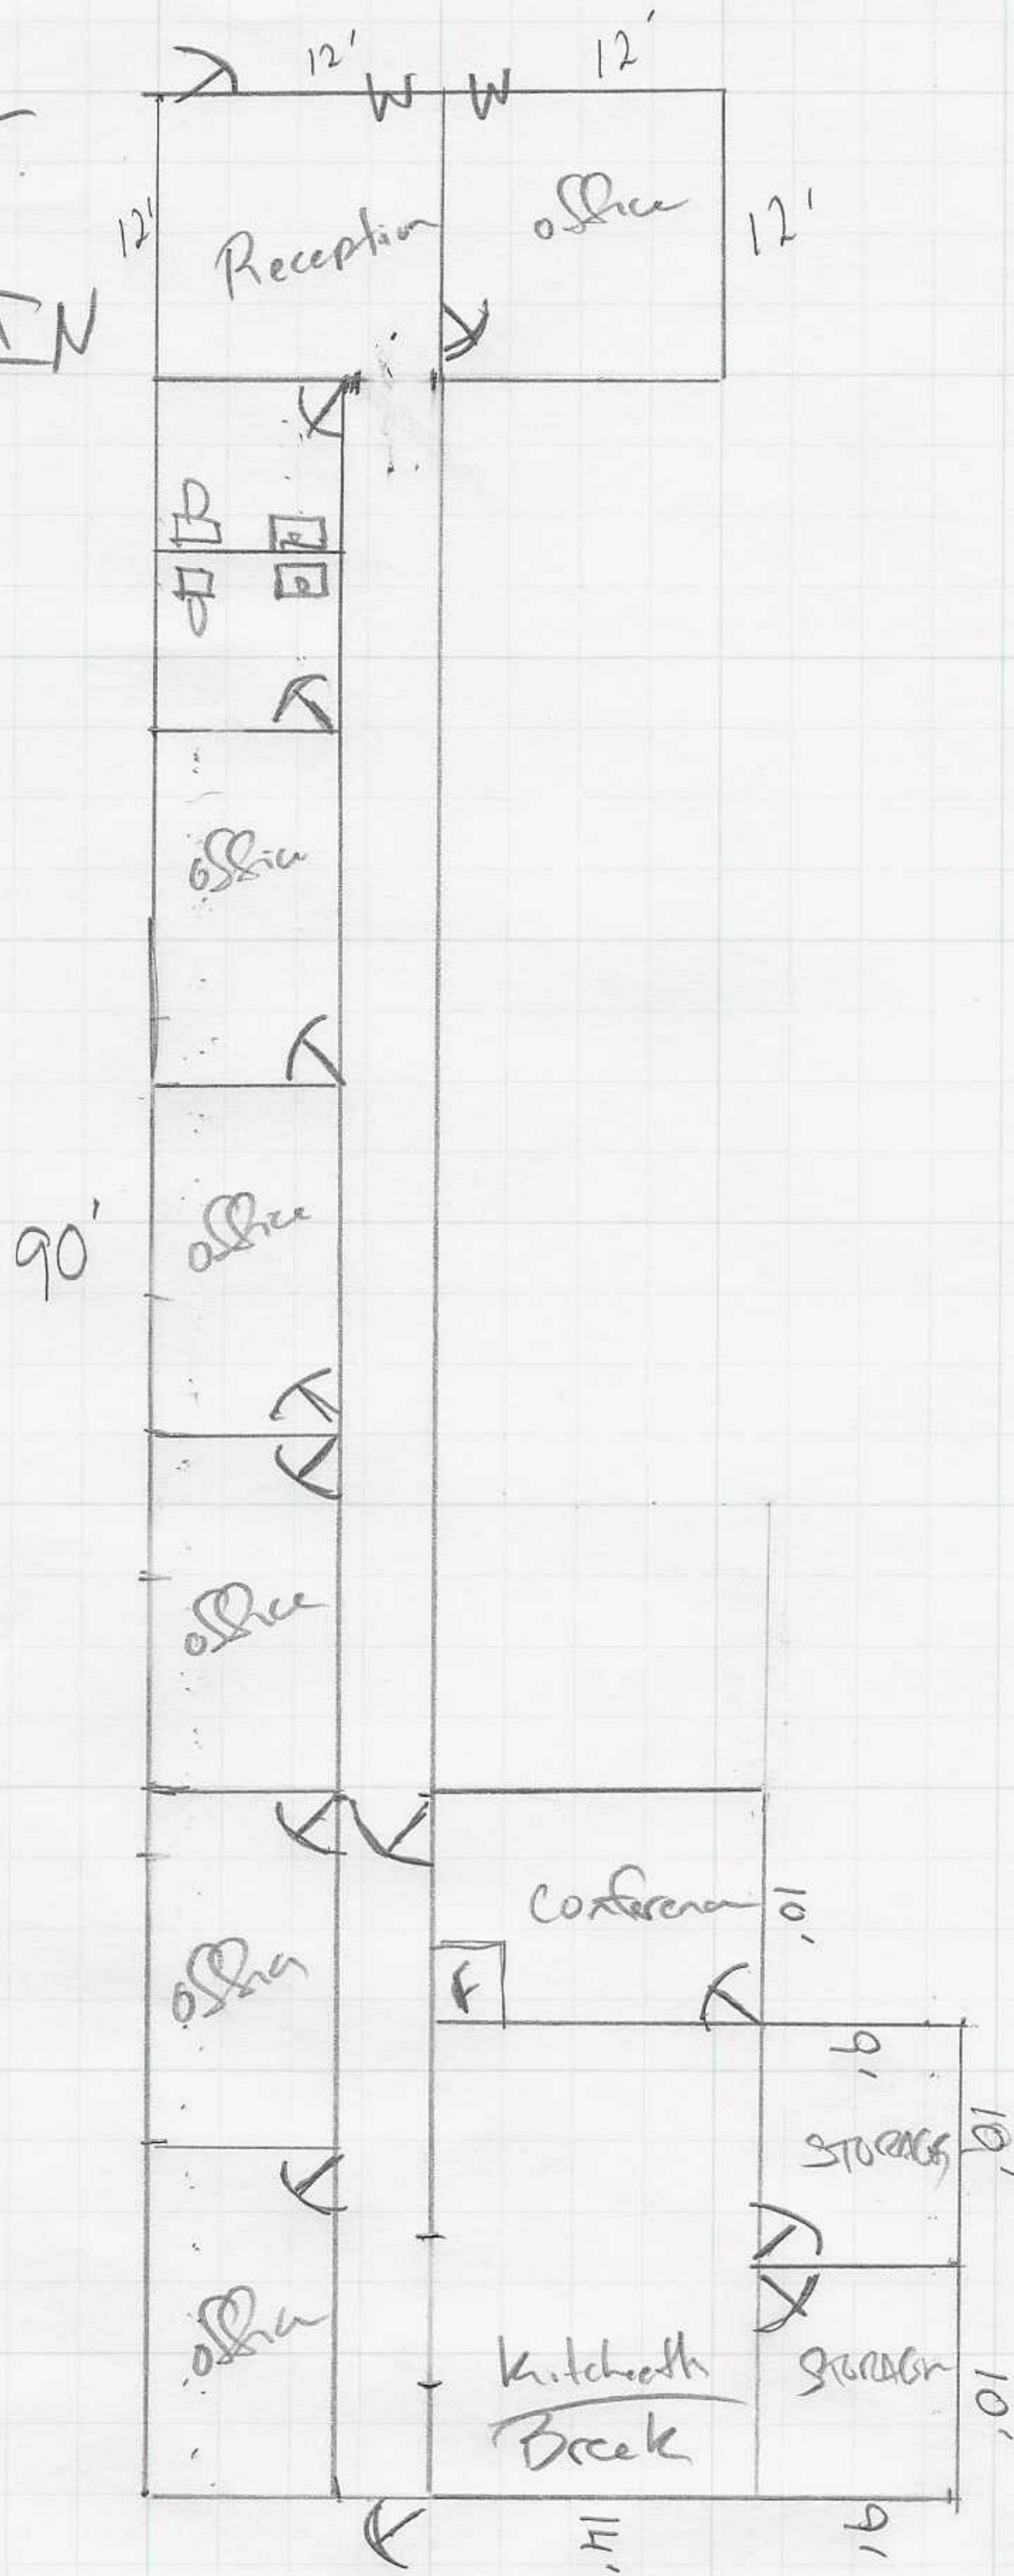 12'
12'
W W
12'
Reception
office
12'
N
office
90'
office
office
Conferenc
10'
F
office
9'
STORAGE
10'
office
Kitchenette
Break
STORAGE
10'
14'
9'